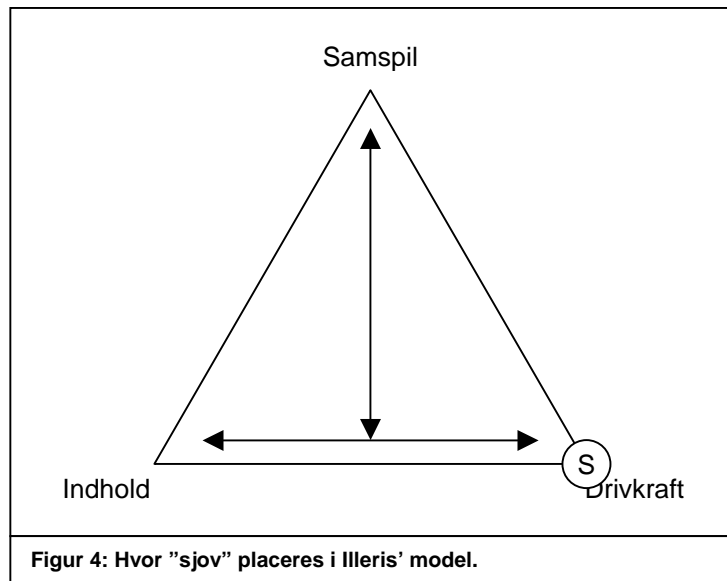 Samspil
S
Indhold
Drivkraft
Figur 4: Hvor ”sjov” placeres i Illeris’ model.